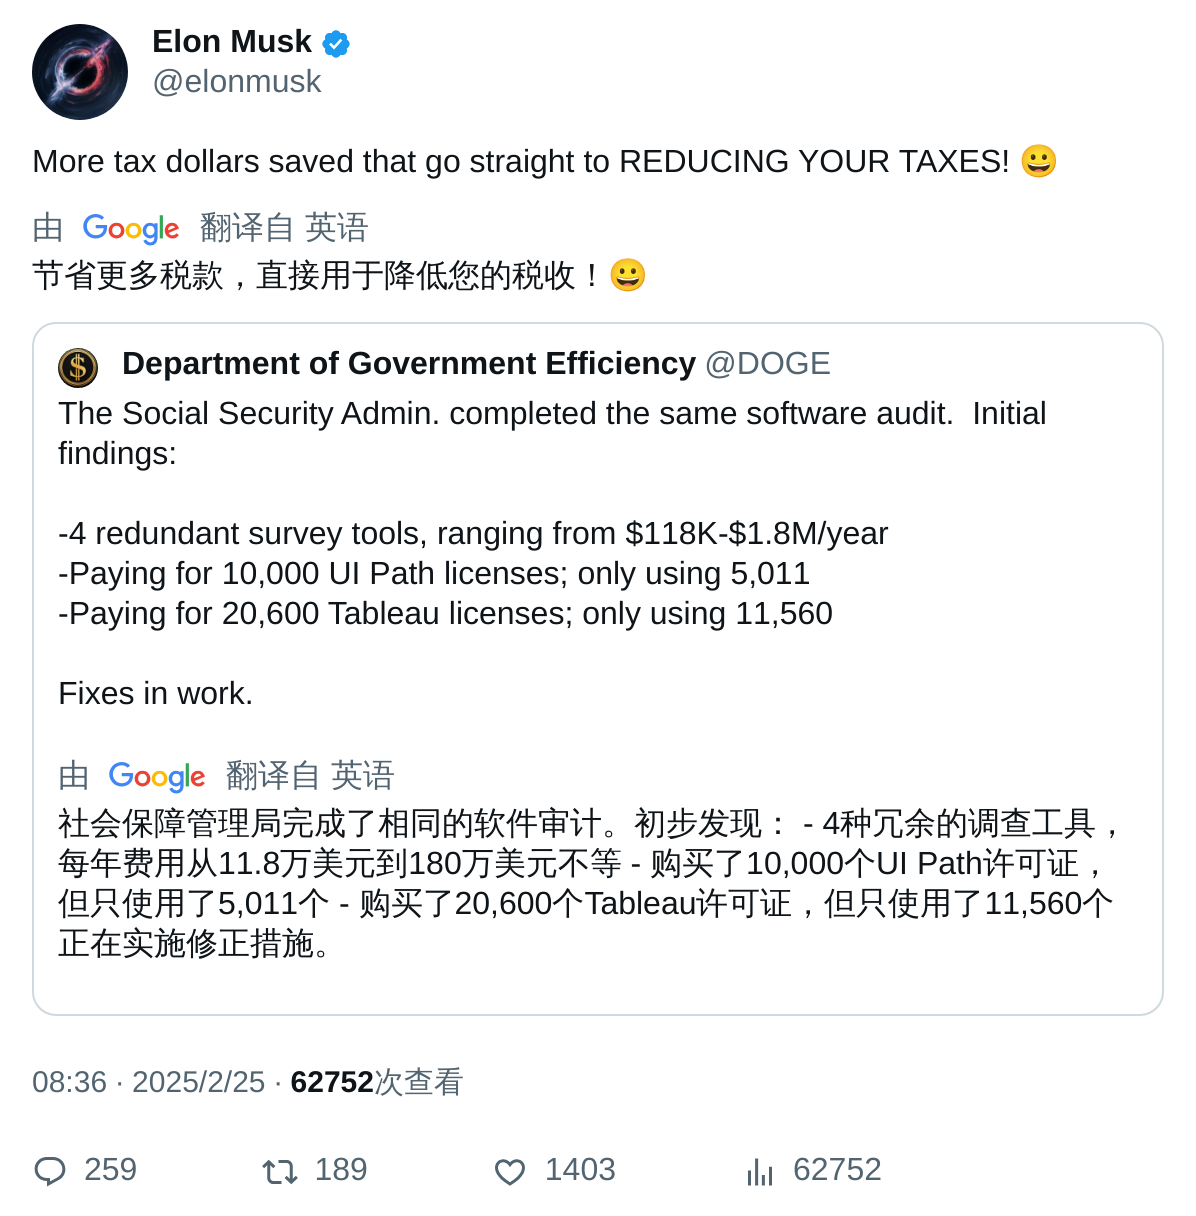 Elon Musk
@elonmusk
More tax dollars saved that go straight to REDUCING YOUR TAXES! 😀
由 Google 翻译自 英语
节省更多税款，直接用于降低您的税收！😀
Department of Government Efficiency @DOGE
The Social Security Admin. completed the same software audit.  Initial
findings:
-4 redundant survey tools, ranging from $118K-$1.8M/year
-Paying for 10,000 UI Path licenses; only using 5,011
-Paying for 20,600 Tableau licenses; only using 11,560
Fixes in work.
由 Google 翻译自 英语
社会保障管理局完成了相同的软件审计。初步发现： - 4种冗余的调查工具，
每年费用从11.8万美元到180万美元不等 - 购买了10,000个UI Path许可证，
但只使用了5,011个 - 购买了20,600个Tableau许可证，但只使用了11,560个
正在实施修正措施。
08:36 · 2025/2/25 · 62752次查看
259 189 1403 62752